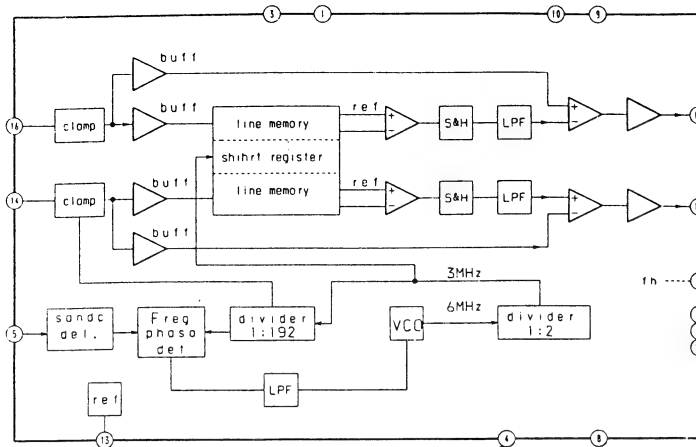 3 1 10 9
buff
buff
16 clamp line memory ref + − S&H LPF + −
shihrt register
14 clamp buff line memory ref + − S&H LPF + −
buff
3MHz
fh
5 sandc del. Freq phasa det divider 1:192 VCO 6MHz divider 1:2
LPF
ref
13 4 8